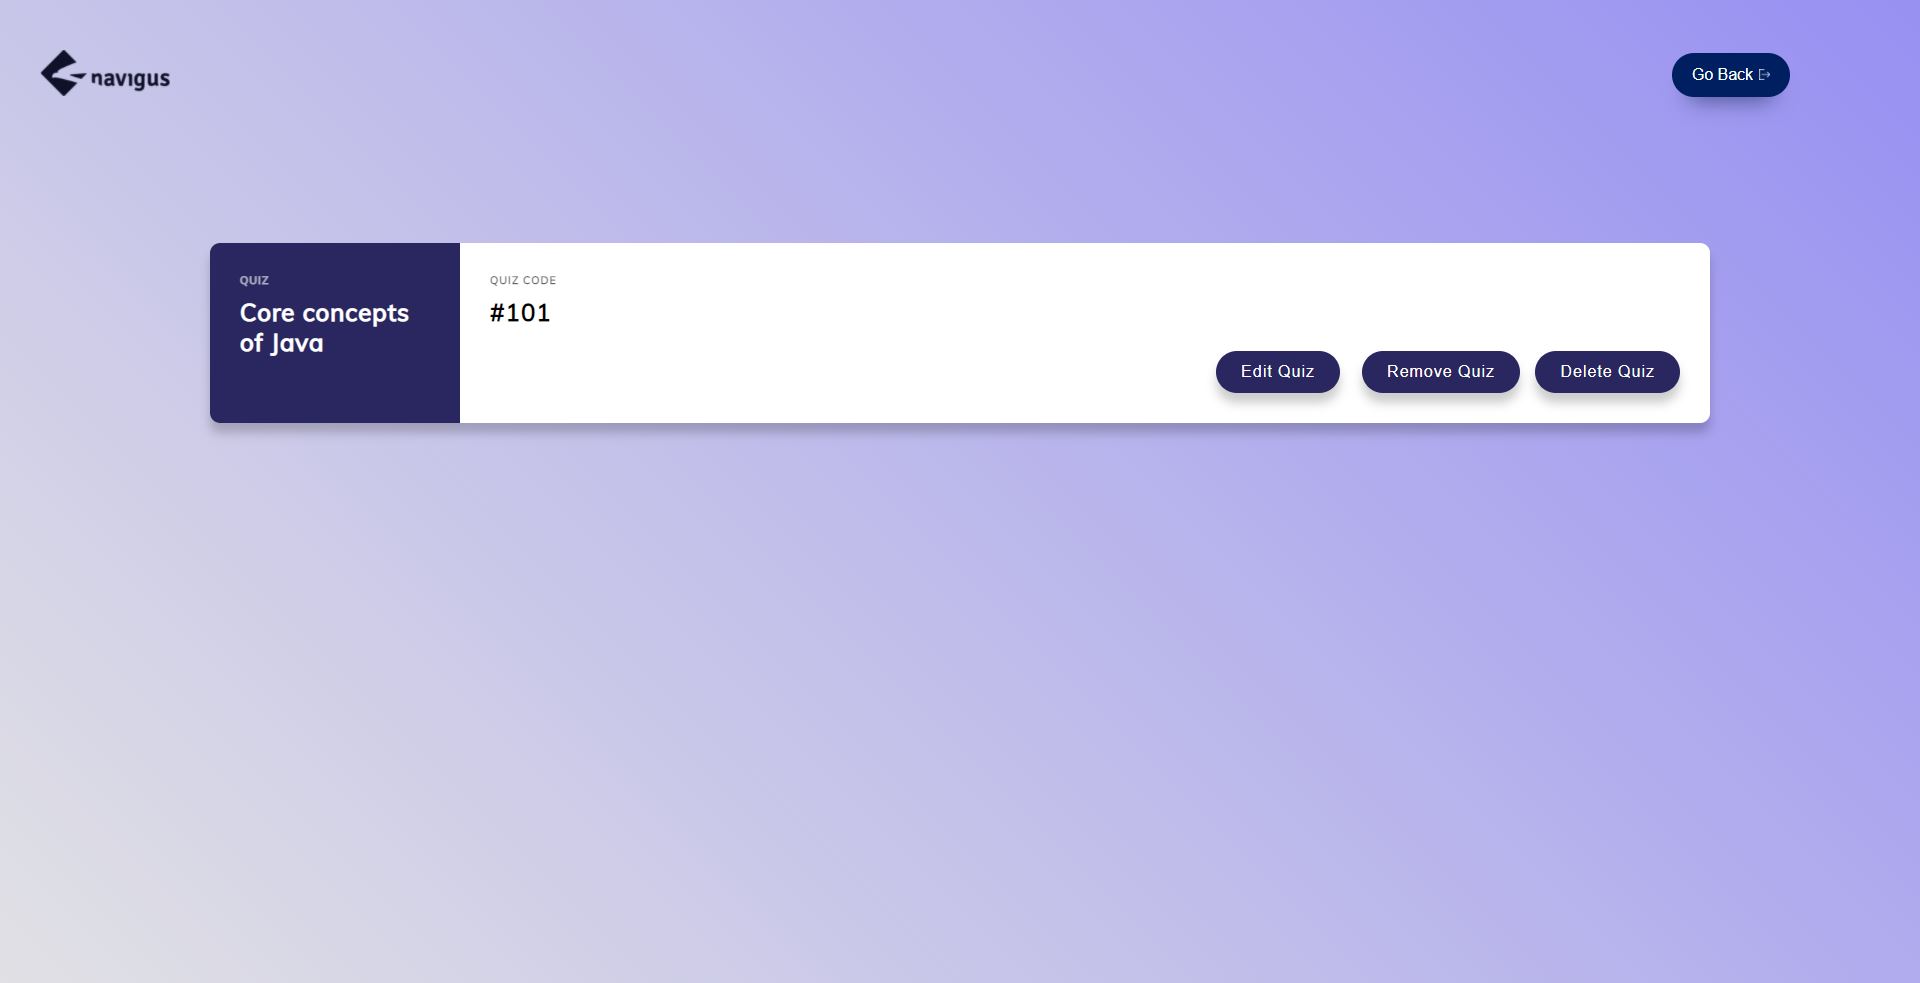 navigus
Go Back
QUIZ
Core concepts
of Java
QUIZ CODE
#101
Edit Quiz
Remove Quiz
Delete Quiz